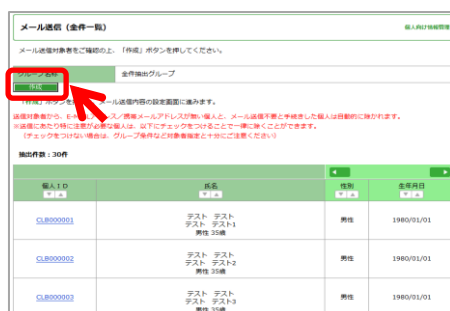 メール送信（全件一覧）
個人向け情報管理
メール送信対象者をご確認の上、「作成」ボタンを押してください。
グループ名称 全件抽出グループ
作成
「作成」ボタンを メール送信内容の設定画面に進みます。
送信対象者から、E-M レス／携帯メールアドレスが無い個人と、メール送信不要と手続きした個人は自動的に除かれます。
※送信にあたり特に注意が必要な個人は、以下にチェックをつけることで一律に除くことができます。
（チェックをつけない場合は、グループ条件など対象者指定と十分にご注意ください）
抽出件数：30件
個人ＩＤ 氏名 性別 生年月日
CLB000001 テスト テスト 男性 1980/01/01
テスト テスト1
男性 35歳
CLB000002 テスト テスト 男性 1980/01/01
テスト テスト2
男性 35歳
CLB000003 テスト テスト 男性 1980/01/01
テスト テスト3
男性 35歳